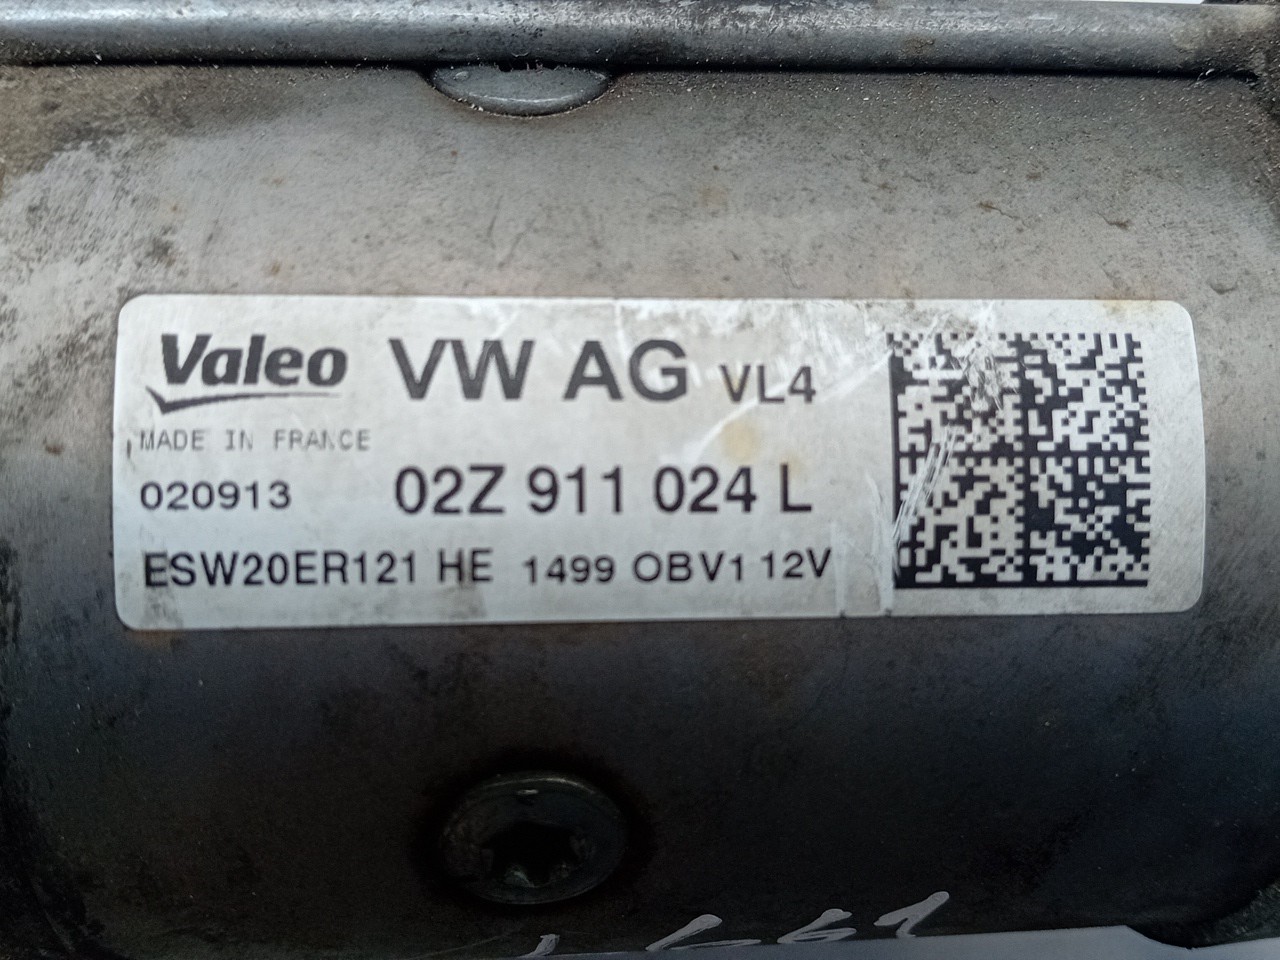 Valeo VW AG VL4
MADE IN FRANCE
020913 02Z 911 024 L
ESW20ER121 HE 1499 OBV1 12V